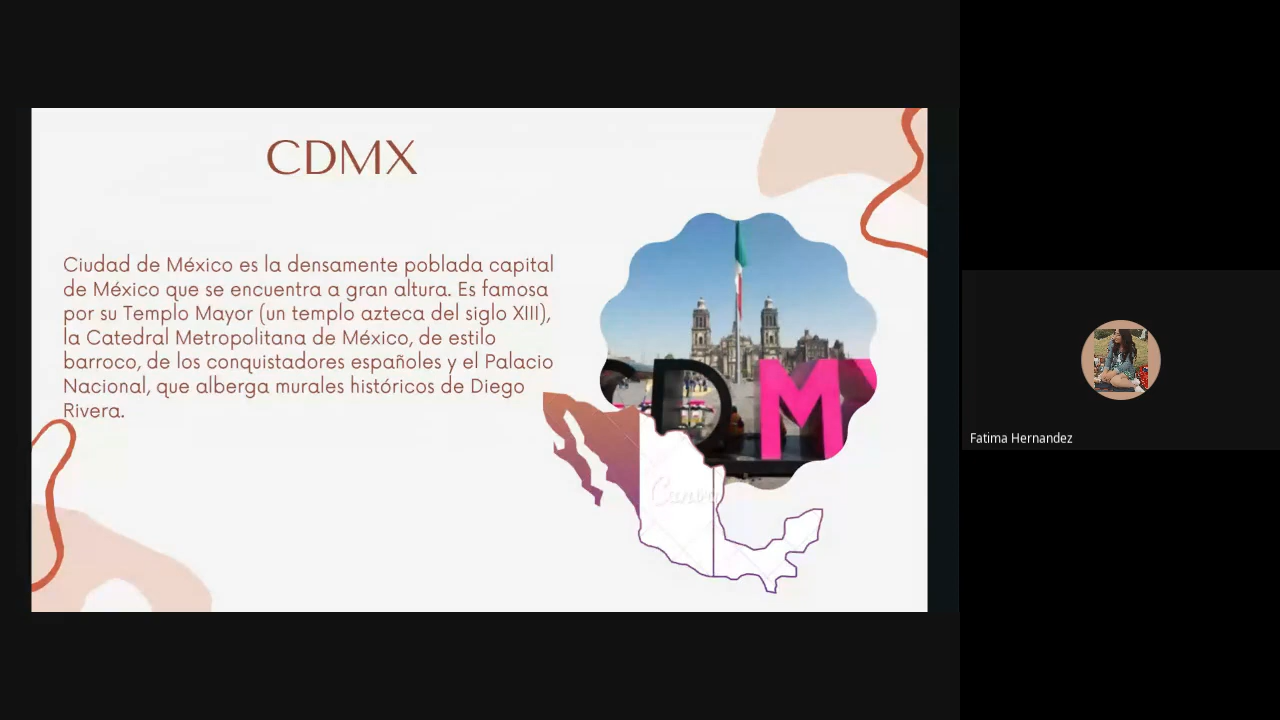 CDMX
Ciudad de México es la densamente poblada capital
de México que se encuentra a gran altura. Es famosa
por su Templo Mayor (un templo azteca del siglo XIII),
la Catedral Metropolitana de México, de estilo
barroco, de los conquistadores españoles y el Palacio
Nacional, que alberga murales históricos de Diego
Rivera.
CDMX
Canva
Fatima Hernandez